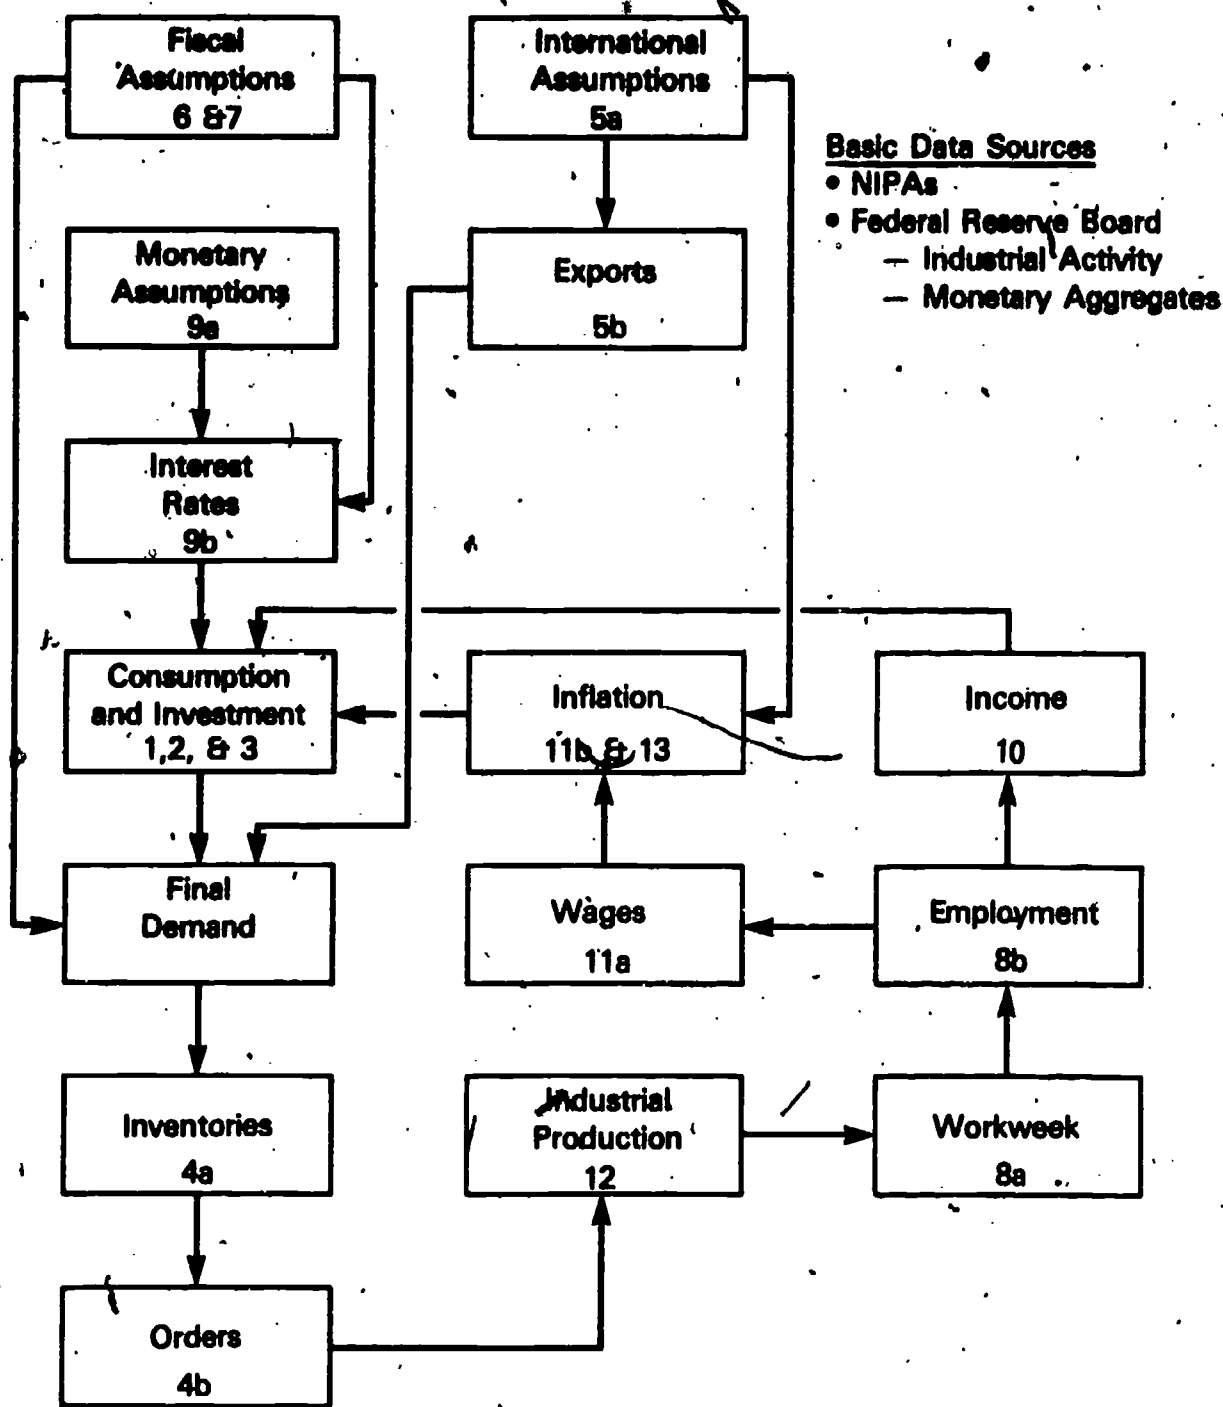 Fiscal
Assumptions
6 &7
International
Assumptions
5a
Basic Data Sources
• NIPAs
• Federal Reserve Board
— Industrial Activity
— Monetary Aggregates
Monetary
Assumptions
9a
Exports
5b
Interest
Rates
9b
Consumption
and Investment
1,2, & 3
Inflation
11b & 13
Income
10
Final
Demand
Wages
11a
Employment
8b
Inventories
4a
Industrial
Production
12
Workweek
8a
Orders
4b